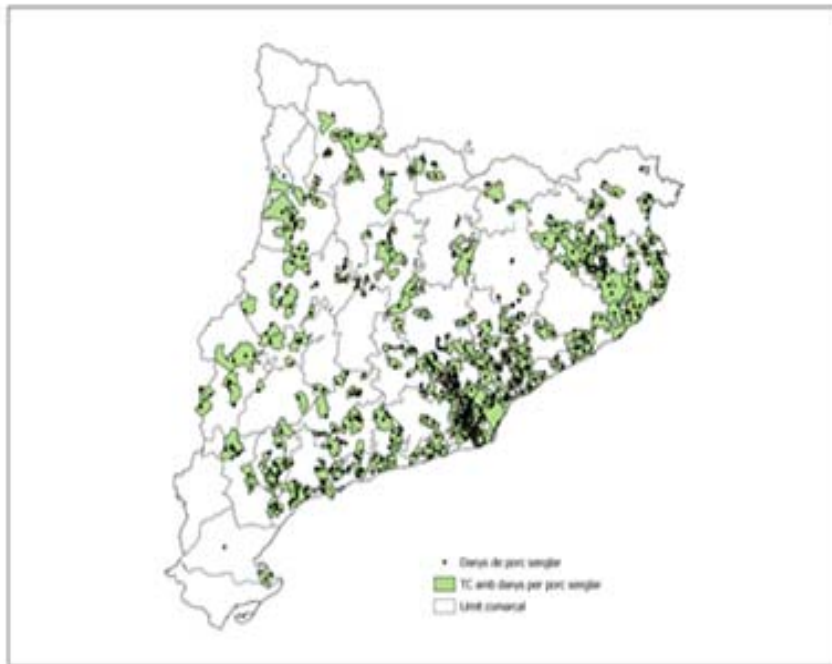 Danys de porc senglar
TC amb danys per porc senglar
Límit comarcal